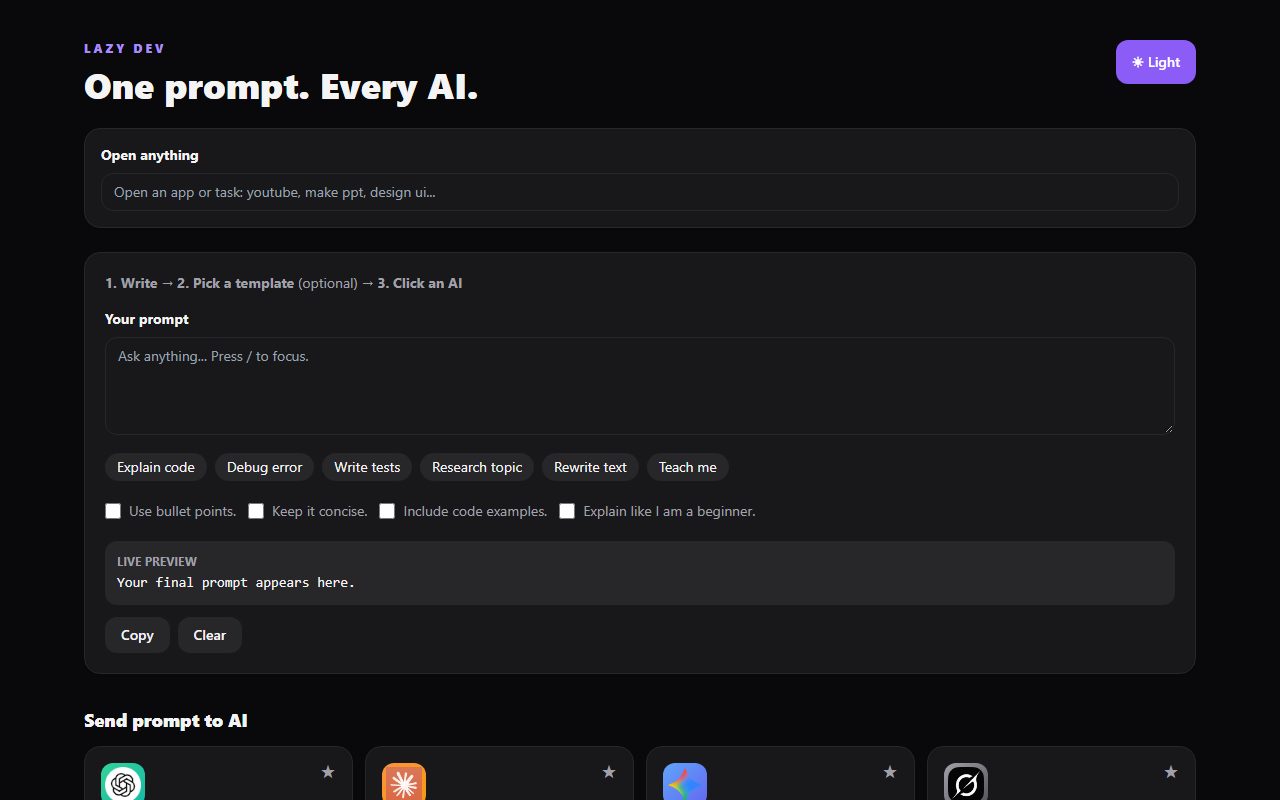 LAZY DEV
One prompt. Every AI.
☀ Light
Open anything
Open an app or task: youtube, make ppt, design ui...
1. Write → 2. Pick a template (optional) → 3. Click an AI
Your prompt
Ask anything... Press / to focus.
Explain code Debug error Write tests Research topic Rewrite text Teach me
Use bullet points. Keep it concise. Include code examples. Explain like I am a beginner.
LIVE PREVIEW
Your final prompt appears here.
Copy Clear
Send prompt to AI